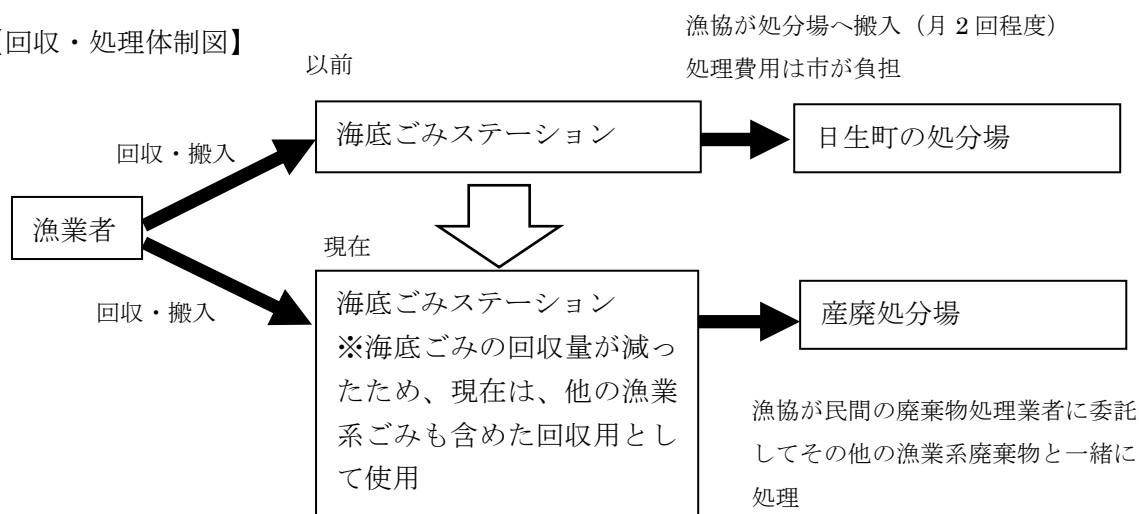 回収・処理体制図】
漁協が処分場へ搬入（月 2 回程度）
処理費用は市が負担
以前
海底ごみステーション
日生町の処分場
回収・搬入
漁業者
現在
回収・搬入
海底ごみステーション
※海底ごみの回収量が減っ
たため、現在は、他の漁業
系ごみも含めた回収用とし
て使用
産廃処分場
漁協が民間の廃棄物処理業者に委託
してその他の漁業系廃棄物と一緒に
処理